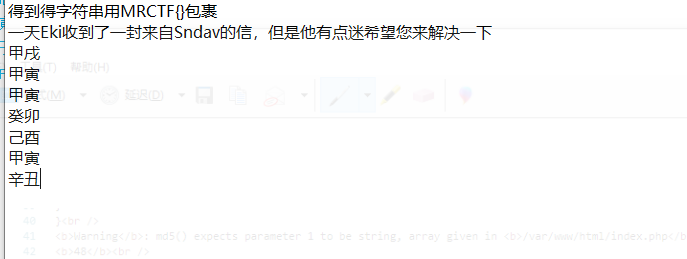 得到得字符串用MRCTF{}包裹
一天Eki收到了一封来自Sndav的信，但是他有点迷希望您来解决一下
甲戌
甲寅
甲寅
癸卯
己酉
甲寅
辛丑
(T) 帮助(H)
(M) 延迟(D)
40 }<br />
41 <b>Warning</b>: md5() expects parameter 1 to be string, array given in <b>/var/www/html/index.php</b
42 <b>48</b><br />